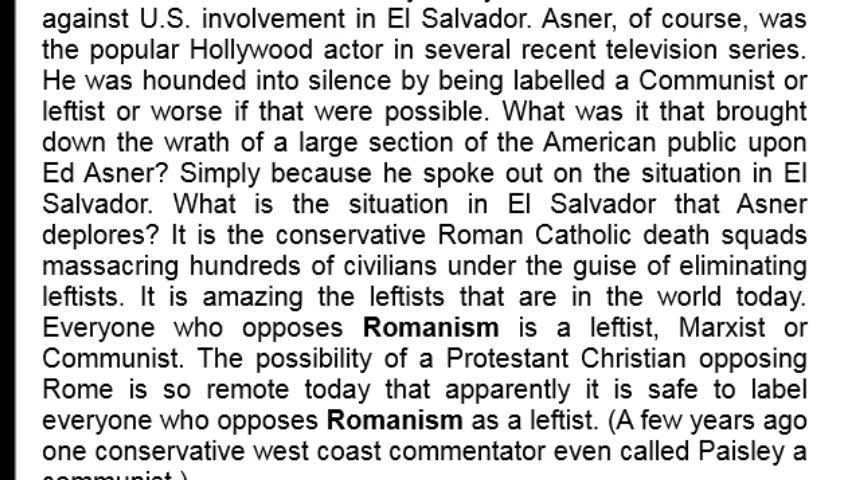 against U.S. involvement in El Salvador. Asner, of course, was
the popular Hollywood actor in several recent television series.
He was hounded into silence by being labelled a Communist or
leftist or worse if that were possible. What was it that brought
down the wrath of a large section of the American public upon
Ed Asner? Simply because he spoke out on the situation in El
Salvador. What is the situation in El Salvador that Asner
deplores? It is the conservative Roman Catholic death squads
massacring hundreds of civilians under the guise of eliminating
leftists. It is amazing the leftists that are in the world today.
Everyone who opposes Romanism is a leftist, Marxist or
Communist. The possibility of a Protestant Christian opposing
Rome is so remote today that apparently it is safe to label
everyone who opposes Romanism as a leftist. (A few years ago
one conservative west coast commentator even called Paisley a
communist.)